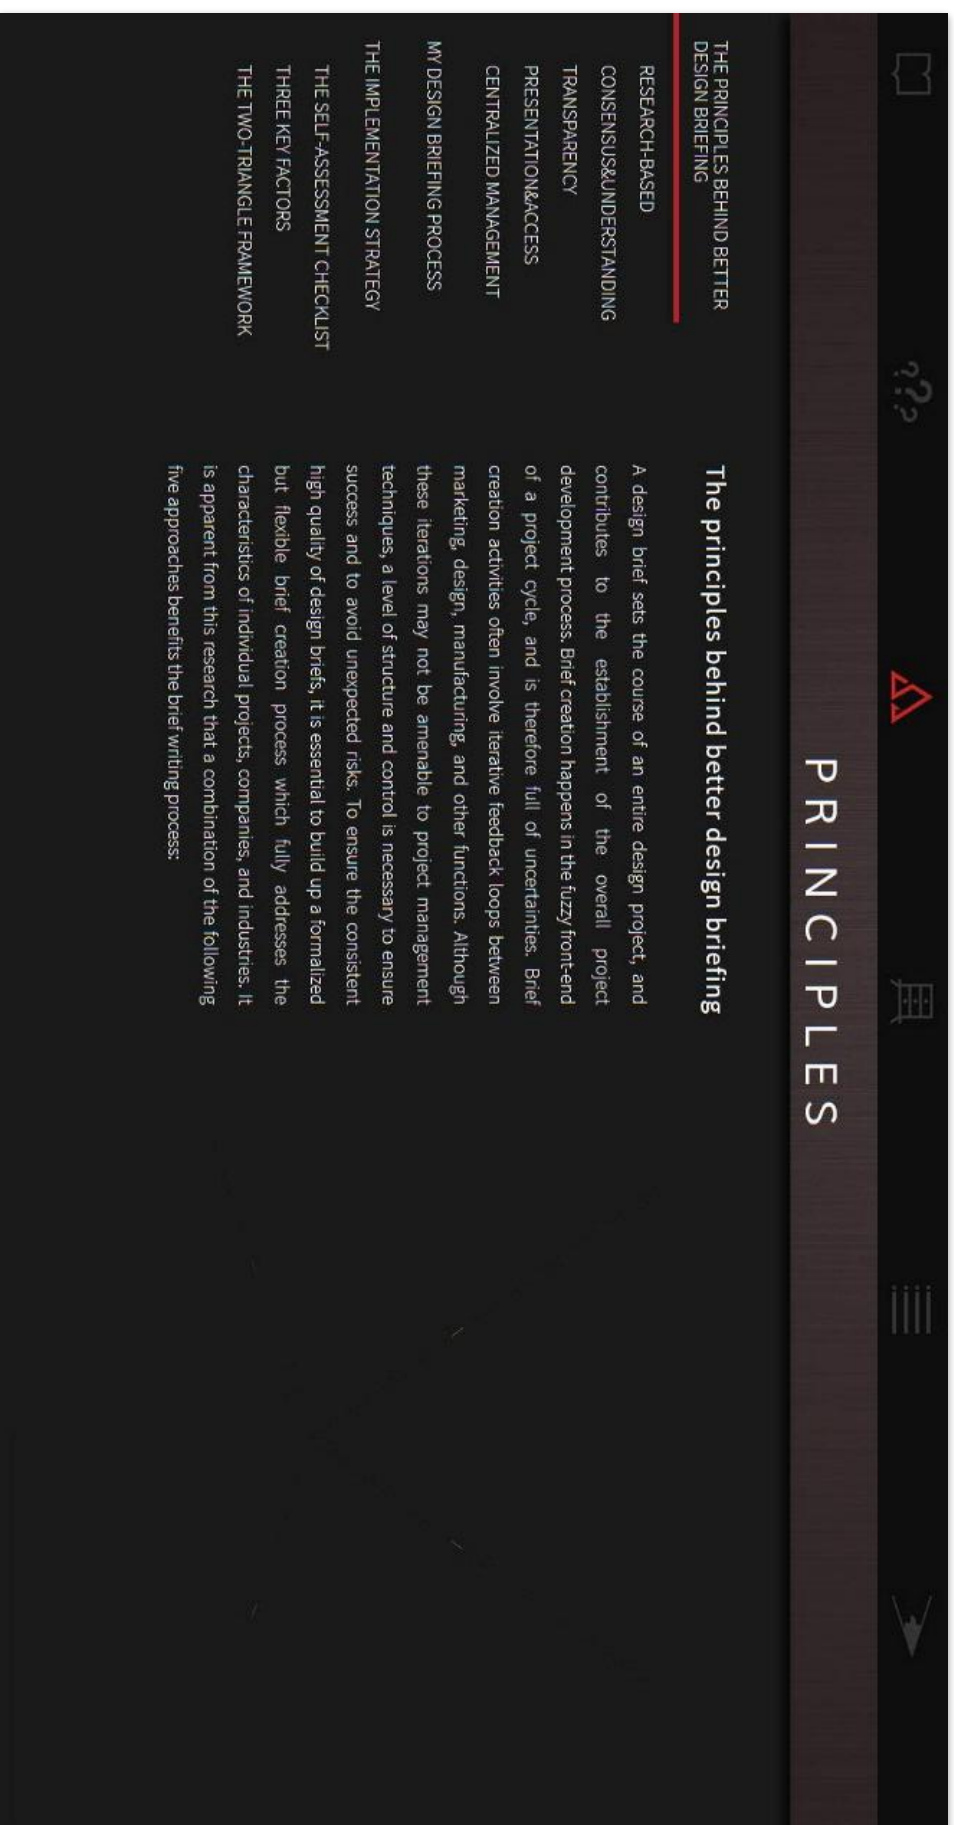 ???
PRINCIPLES
THE PRINCIPLES BEHIND BETTER
DESIGN BRIEFING
RESEARCH-BASED
CONSENSUS&UNDERSTANDING
TRANSPARENCY
PRESENTATION&ACCESS
CENTRALIZED MANAGEMENT
MY DESIGN BRIEFING PROCESS
THE IMPLEMENTATION STRATEGY
THE SELF-ASSESSMENT CHECKLIST
THREE KEY FACTORS
THE TWO-TRIANGLE FRAMEWORK
The principles behind better design briefing
A design brief sets the course of an entire design project, and
contributes to the establishment of the overall project
development process. Brief creation happens in the fuzzy front-end
of a project cycle, and is therefore full of uncertainties. Brief
creation activities often involve iterative feedback loops between
marketing, design, manufacturing, and other functions. Although
these iterations may not be amenable to project management
techniques, a level of structure and control is necessary to ensure
success and to avoid unexpected risks. To ensure the consistent
high quality of design briefs, it is essential to build up a formalized
but flexible brief creation process which fully addresses the
characteristics of individual projects, companies, and industries. It
is apparent from this research that a combination of the following
five approaches benefits the brief writing process: